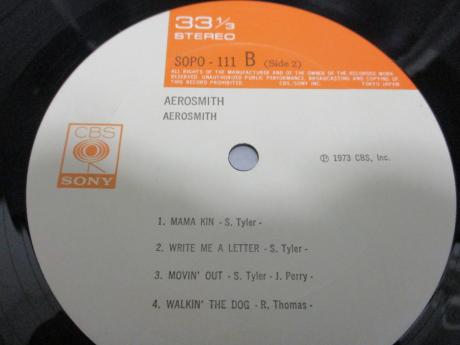 33 1/3
STEREO
SOPO - 111 B (Side 2)
ALL RIGHTS OF THE MANUFACTURER AND OF THE OWNER OF THE RECORDED WORK
RESERVED UNAUTHORIZED PUBLIC PERFORMANCE BROADCASTING AND COPYING OF
THIS RECORD PROHIBITED CBS/SONY INC. TOKYO JAPAN
AEROSMITH
AEROSMITH
CBS
SONY
℗ 1973 CBS, Inc.
1. MAMA KIN - S. Tyler -
2. WRITE ME A LETTER - S. Tyler -
3. MOVIN' OUT - S. Tyler - J. Perry -
4. WALKIN' THE DOG - R. Thomas -